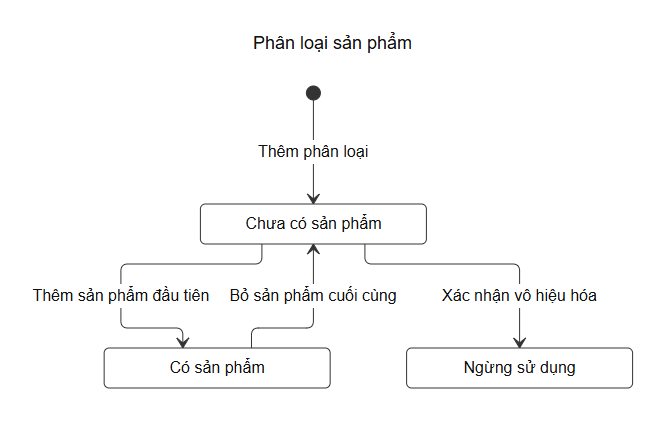 Phân loại sản phẩm
Thêm phân loại
Chưa có sản phẩm
Thêm sản phẩm đầu tiên
Bỏ sản phẩm cuối cùng
Xác nhận vô hiệu hóa
Có sản phẩm
Ngừng sử dụng